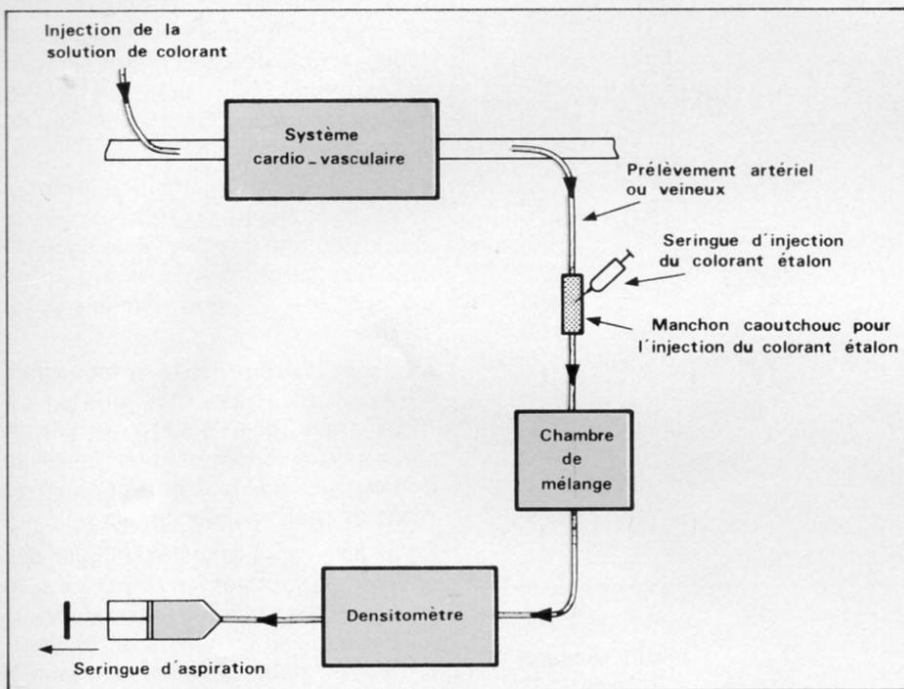 Injection de la
solution de colorant
Système
cardio_vasculaire
Prélèvement artériel
ou veineux
Seringue d'injection
du colorant étalon
Manchon caoutchouc pour
l'injection du colorant étalon
Chambre
de
mélange
Densitomètre
Seringue d'aspiration